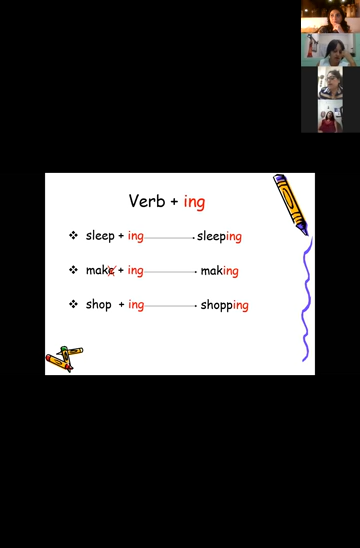 Verb + ing
❖ sleep + ing → sleeping
❖ make + ing → making
❖ shop + ing → shopping